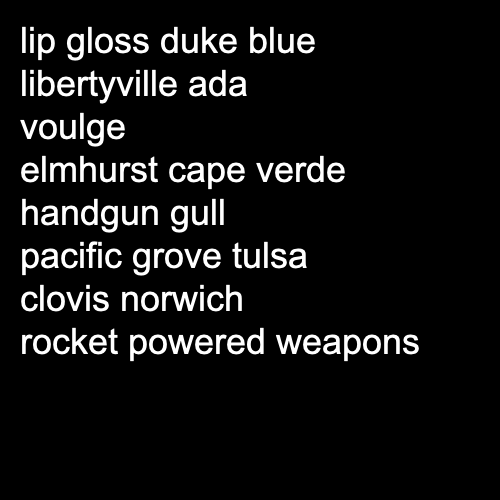 lip gloss duke blue
libertyville ada
voulge
elmhurst cape verde
handgun gull
pacific grove tulsa
clovis norwich
rocket powered weapons